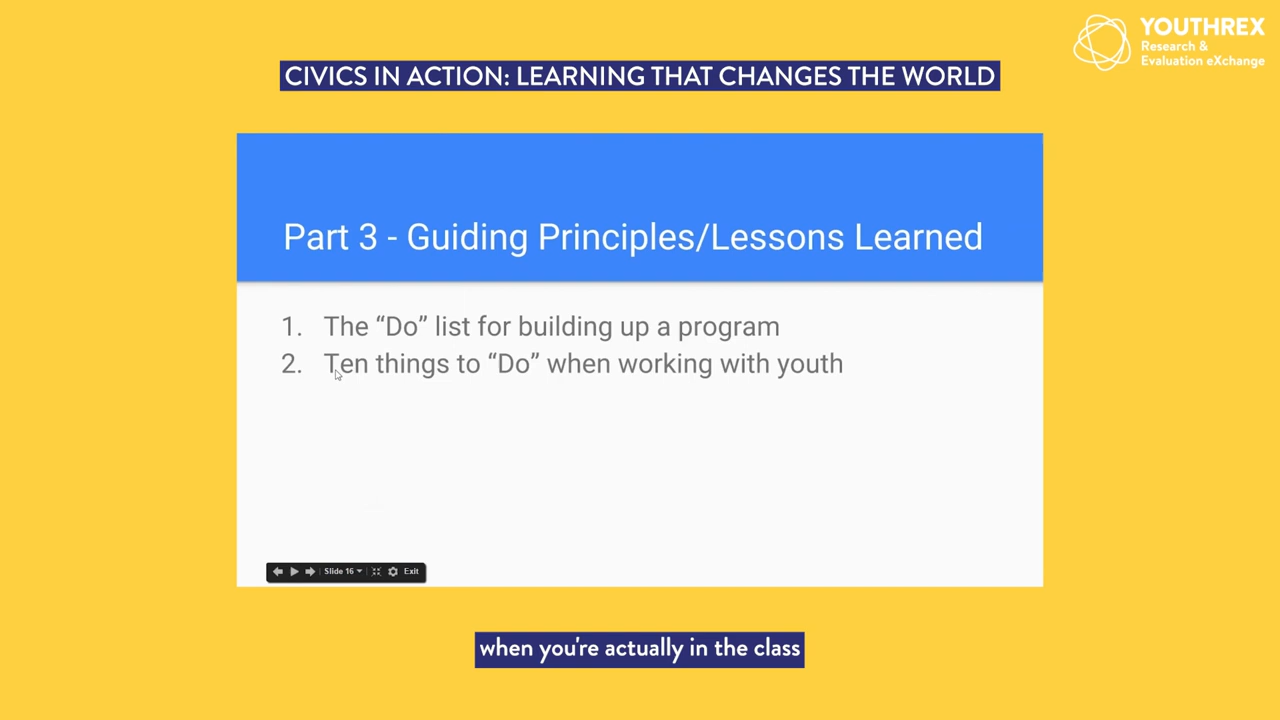 YOUTHREX
Research &
Evaluation eXchange
CIVICS IN ACTION: LEARNING THAT CHANGES THE WORLD
Part 3 - Guiding Principles/Lessons Learned
1. The “Do” list for building up a program
2. Ten things to “Do” when working with youth
Slide 16 Exit
when you're actually in the class